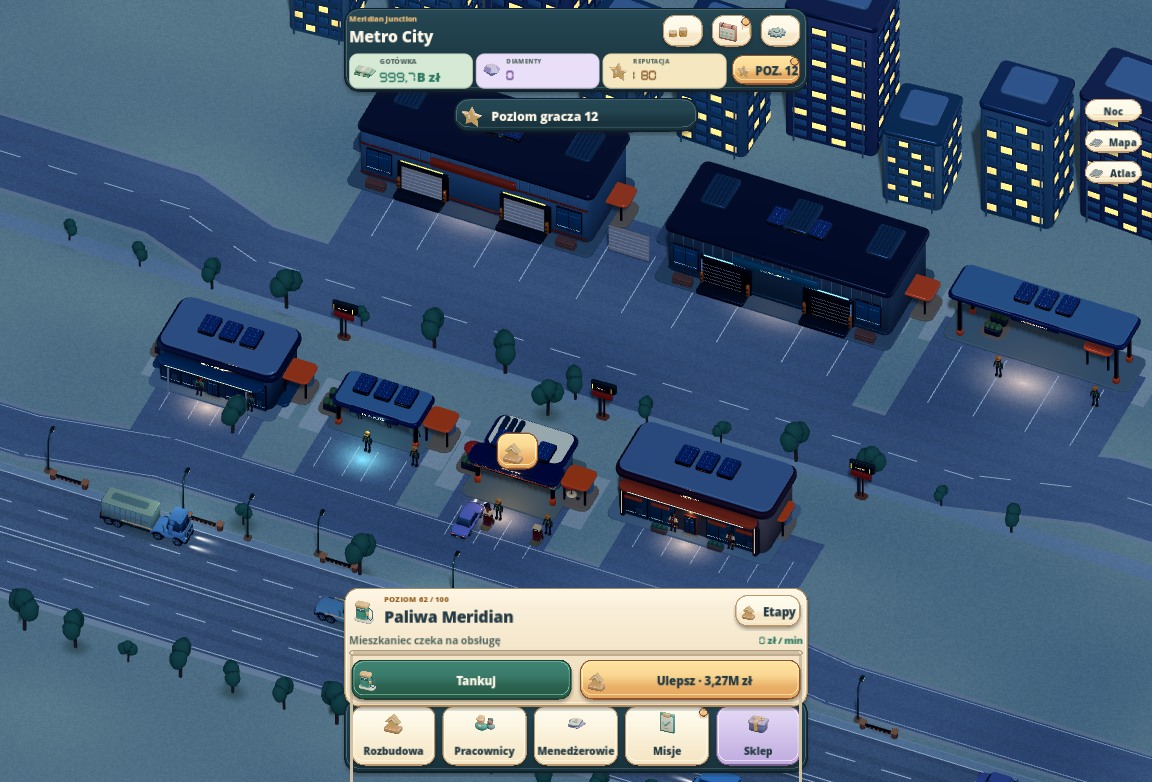 Meridian Junction
Metro City
GOTÓWKA
999,7B zł
DIAMENTY
0
REPUTACJA
80
POZ. 12
Poziom gracza 12
Noc
Mapa
Atlas
POZIOM 62 / 100
Paliwa Meridian
Etapy
Mieszkaniec czeka na obsługę
0 zł / min
Tankuj
Ulepsz · 3,27M zł
Rozbudowa
Pracownicy
Menedżerowie
Misje
Sklep